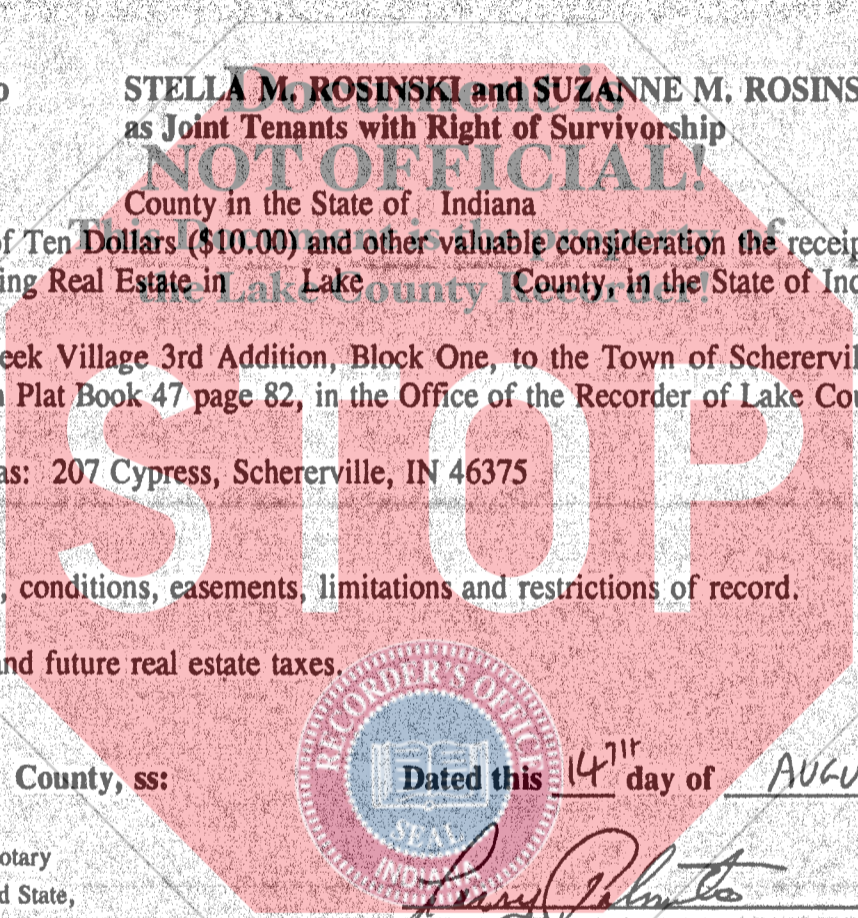 STELLA M. ROSINSKI and SUZANNE M. ROSINS
Document is
as Joint Tenants with Right of Survivorship
NOT OFFICIAL!
County in the State of Indiana
This Document is the property of
f Ten Dollars ($10.00) and other valuable consideration the receip
ing Real Estate in Lake County, in the State of Ind
the Lake County Recorder!
eek Village 3rd Addition, Block One, to the Town of Scherervil
Plat Book 47 page 82, in the Office of the Recorder of Lake Cou
STOP
as: 207 Cypress, Schererville, IN 46375
, conditions, easements, limitations and restrictions of record.
nd future real estate taxes.
RECORDER'S OFFICE
SEAL
INDIANA
County, ss: Dated this 14TH day of AUGU
otary
d State,